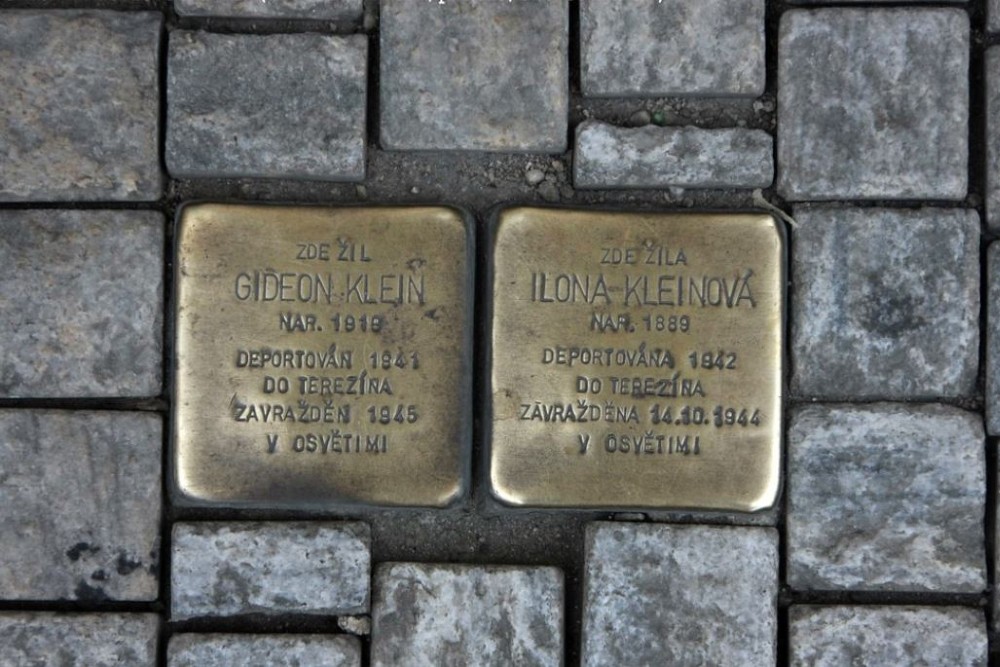 ZDE ŽIL
GIDEON KLEIN
NAR. 1919
DEPORTOVÁN 1941
DO TEREZÍNA
ZAVRAŽDĚN 1945
V OSVĚTIMI
ZDE ŽILA
ILONA KLEINOVÁ
NAR. 1889
DEPORTOVÁNA 1942
DO TEREZÍNA
ZAVRAŽDĚNA 14.10.1944
V OSVĚTIMI